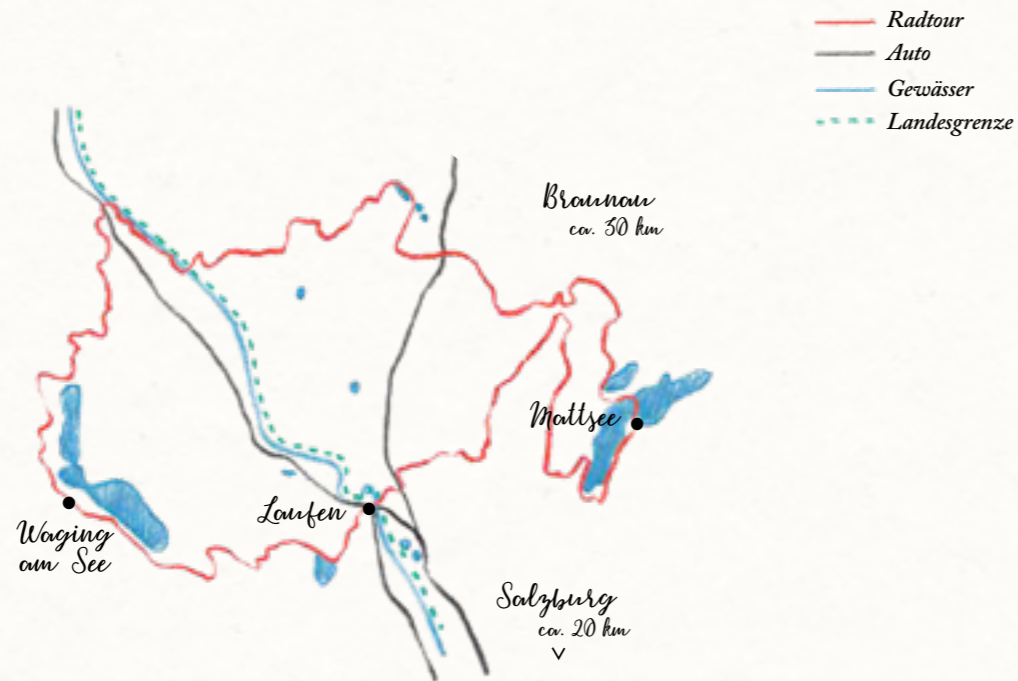 Radtour
Auto
Gewässer
Landesgrenze
Braunau
ca. 30 km
Mattsee
Laufen
Waging
am See
Salzburg
ca. 20 km